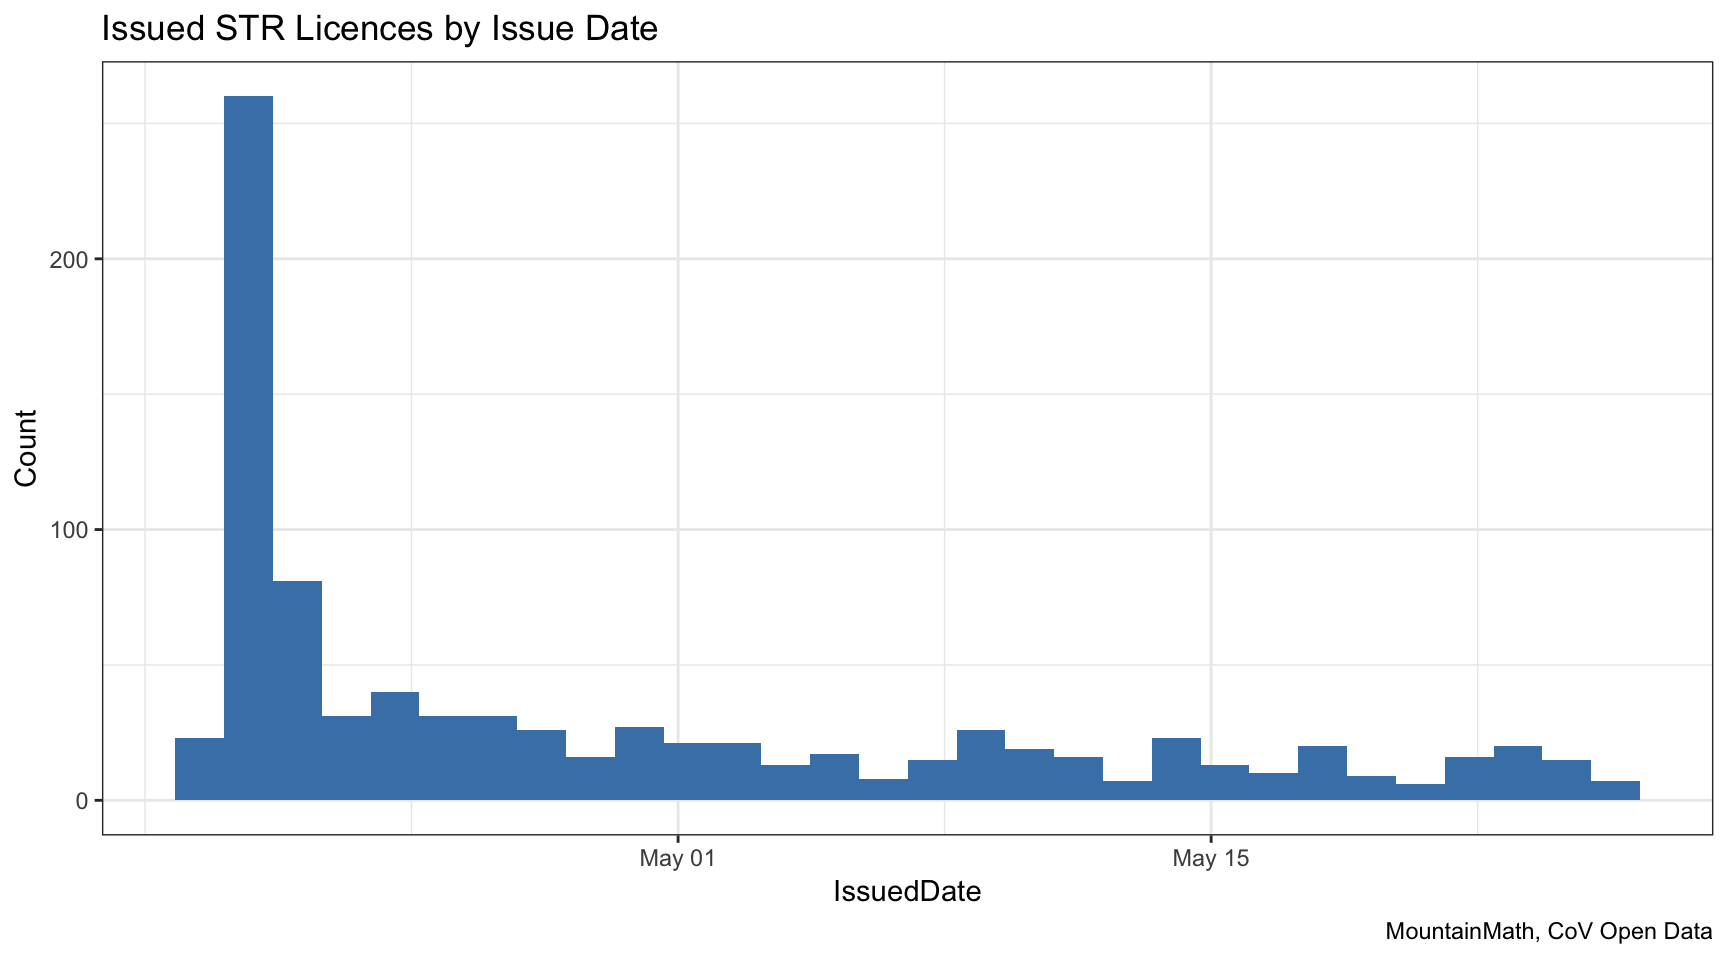 Issued STR Licences by Issue Date
Count
200
100
0
May 01
May 15
IssuedDate
MountainMath, CoV Open Data